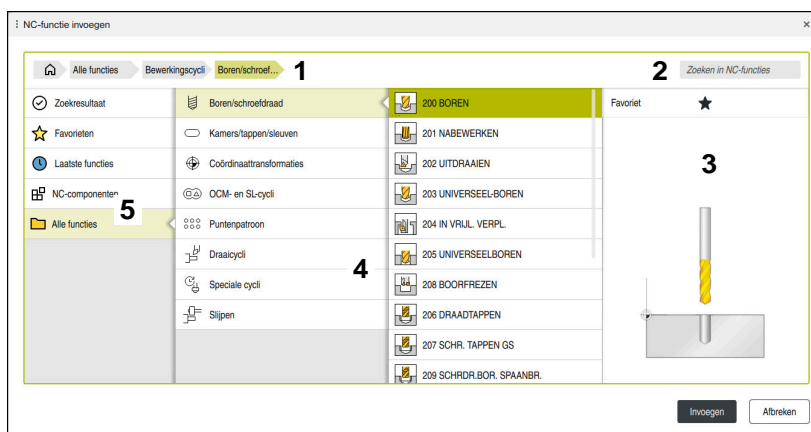 NC-functie invoegen
Alle functies
Bewerkingscycli
Boren/schroef...
1
2
Zoeken in NC-functies
Zoekresultaat
Favorieten
Laatste functies
NC-componenten
5
Alle functies
Boren/schroefdraad
Kamers/tappen/sleuven
Coördinaattransformaties
OCM- en SL-cycli
Puntenpatroon
Draaicycli
4
Speciale cycli
Slijpen
200 BOREN
201 NABEWERKEN
202 UITDRAAIEN
203 UNIVERSEEL-BOREN
204 IN VRIJL. VERPL.
205 UNIVERSEELBOREN
208 BOORFREZEN
206 DRAADTAPPEN
207 SCHR. TAPPEN GS
209 SCHRDR.BOR. SPAANBR.
Favoriet
3
Invoegen
Afbreken